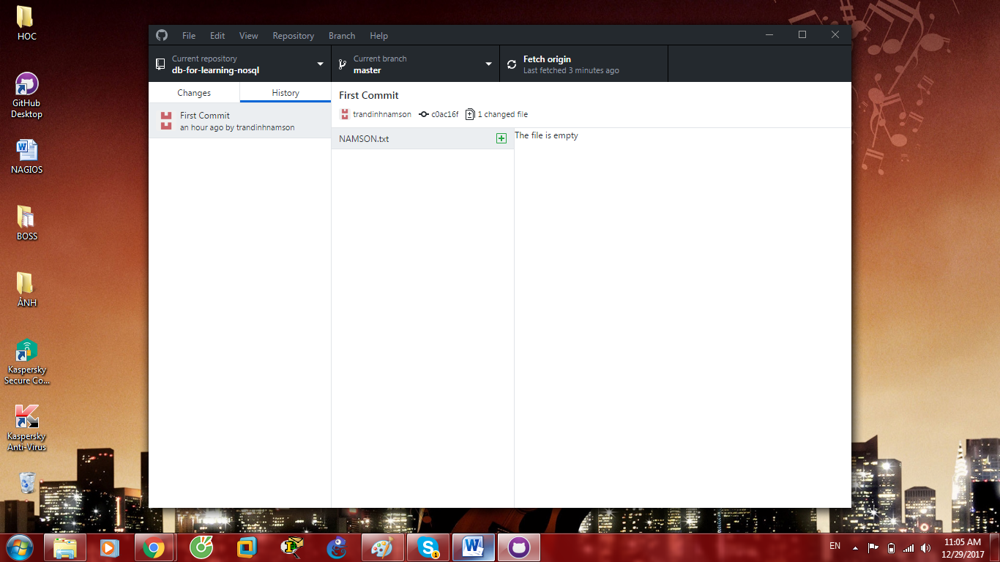 HOC
GitHub
Desktop
NAGIOS
BOSS
ẢNH
Kaspersky
Secure Co...
Kaspersky
Anti-Virus
File Edit View Repository Branch Help
Current repository
db-for-learning-nosql
Current branch
master
Fetch origin
Last fetched 3 minutes ago
Changes History
First Commit
an hour ago by trandinhnamson
First Commit
trandinhnamson c0ac16f 1 changed file
NAMSON.txt
The file is empty
1
EN
11:05 AM
12/29/2017